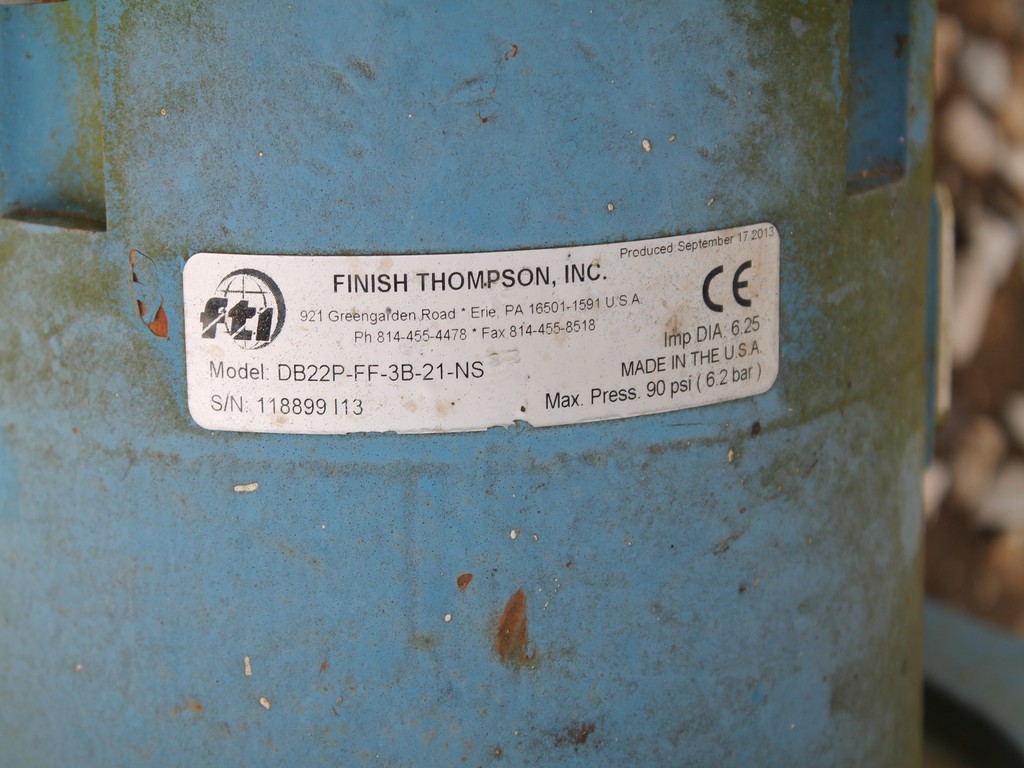 Produced:September 17 2013
FINISH THOMPSON, INC.
fti
921 Greengarden Road * Erie, PA 16501-1591 U.S.A.
Ph 814-455-4478 * Fax 814-455-8518
CE
Imp DIA: 6.25
Model: DB22P-FF-3B-21-NS
MADE IN THE U.S.A.
S/N: 118899 I13
Max. Press. 90 psi ( 6.2 bar )